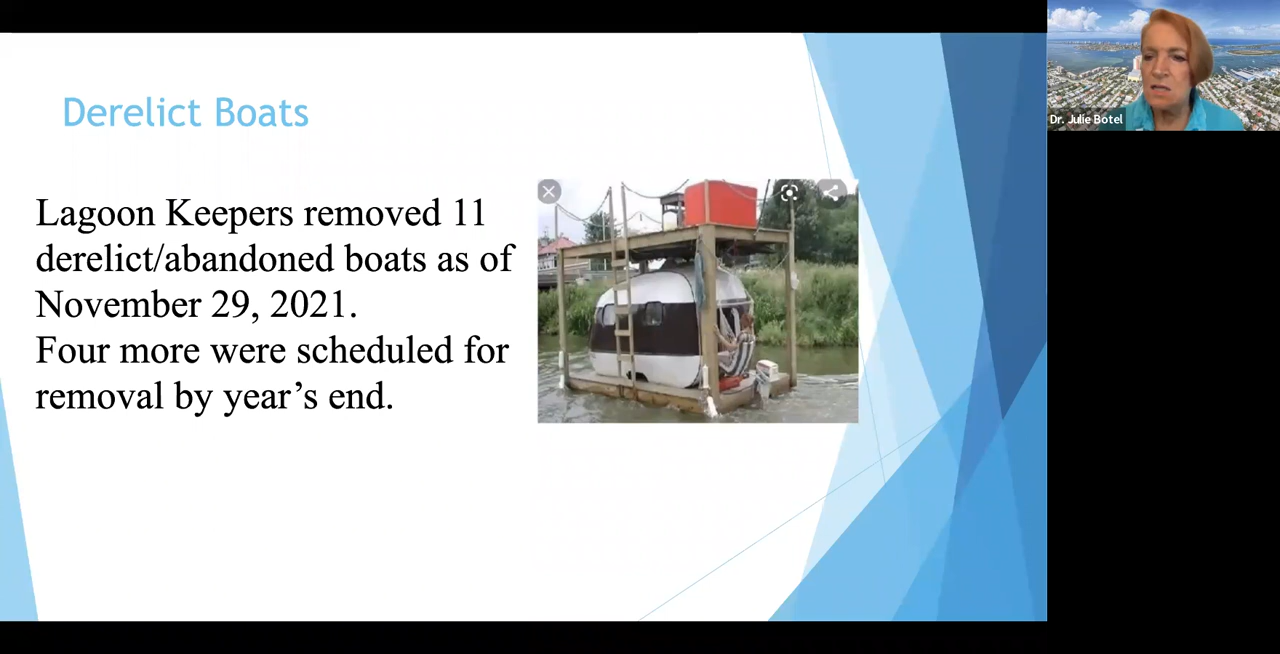 Derelict Boats
Lagoon Keepers removed 11
derelict/abandoned boats as of
November 29, 2021.
Four more were scheduled for
removal by year’s end.
Dr. Julie Botel